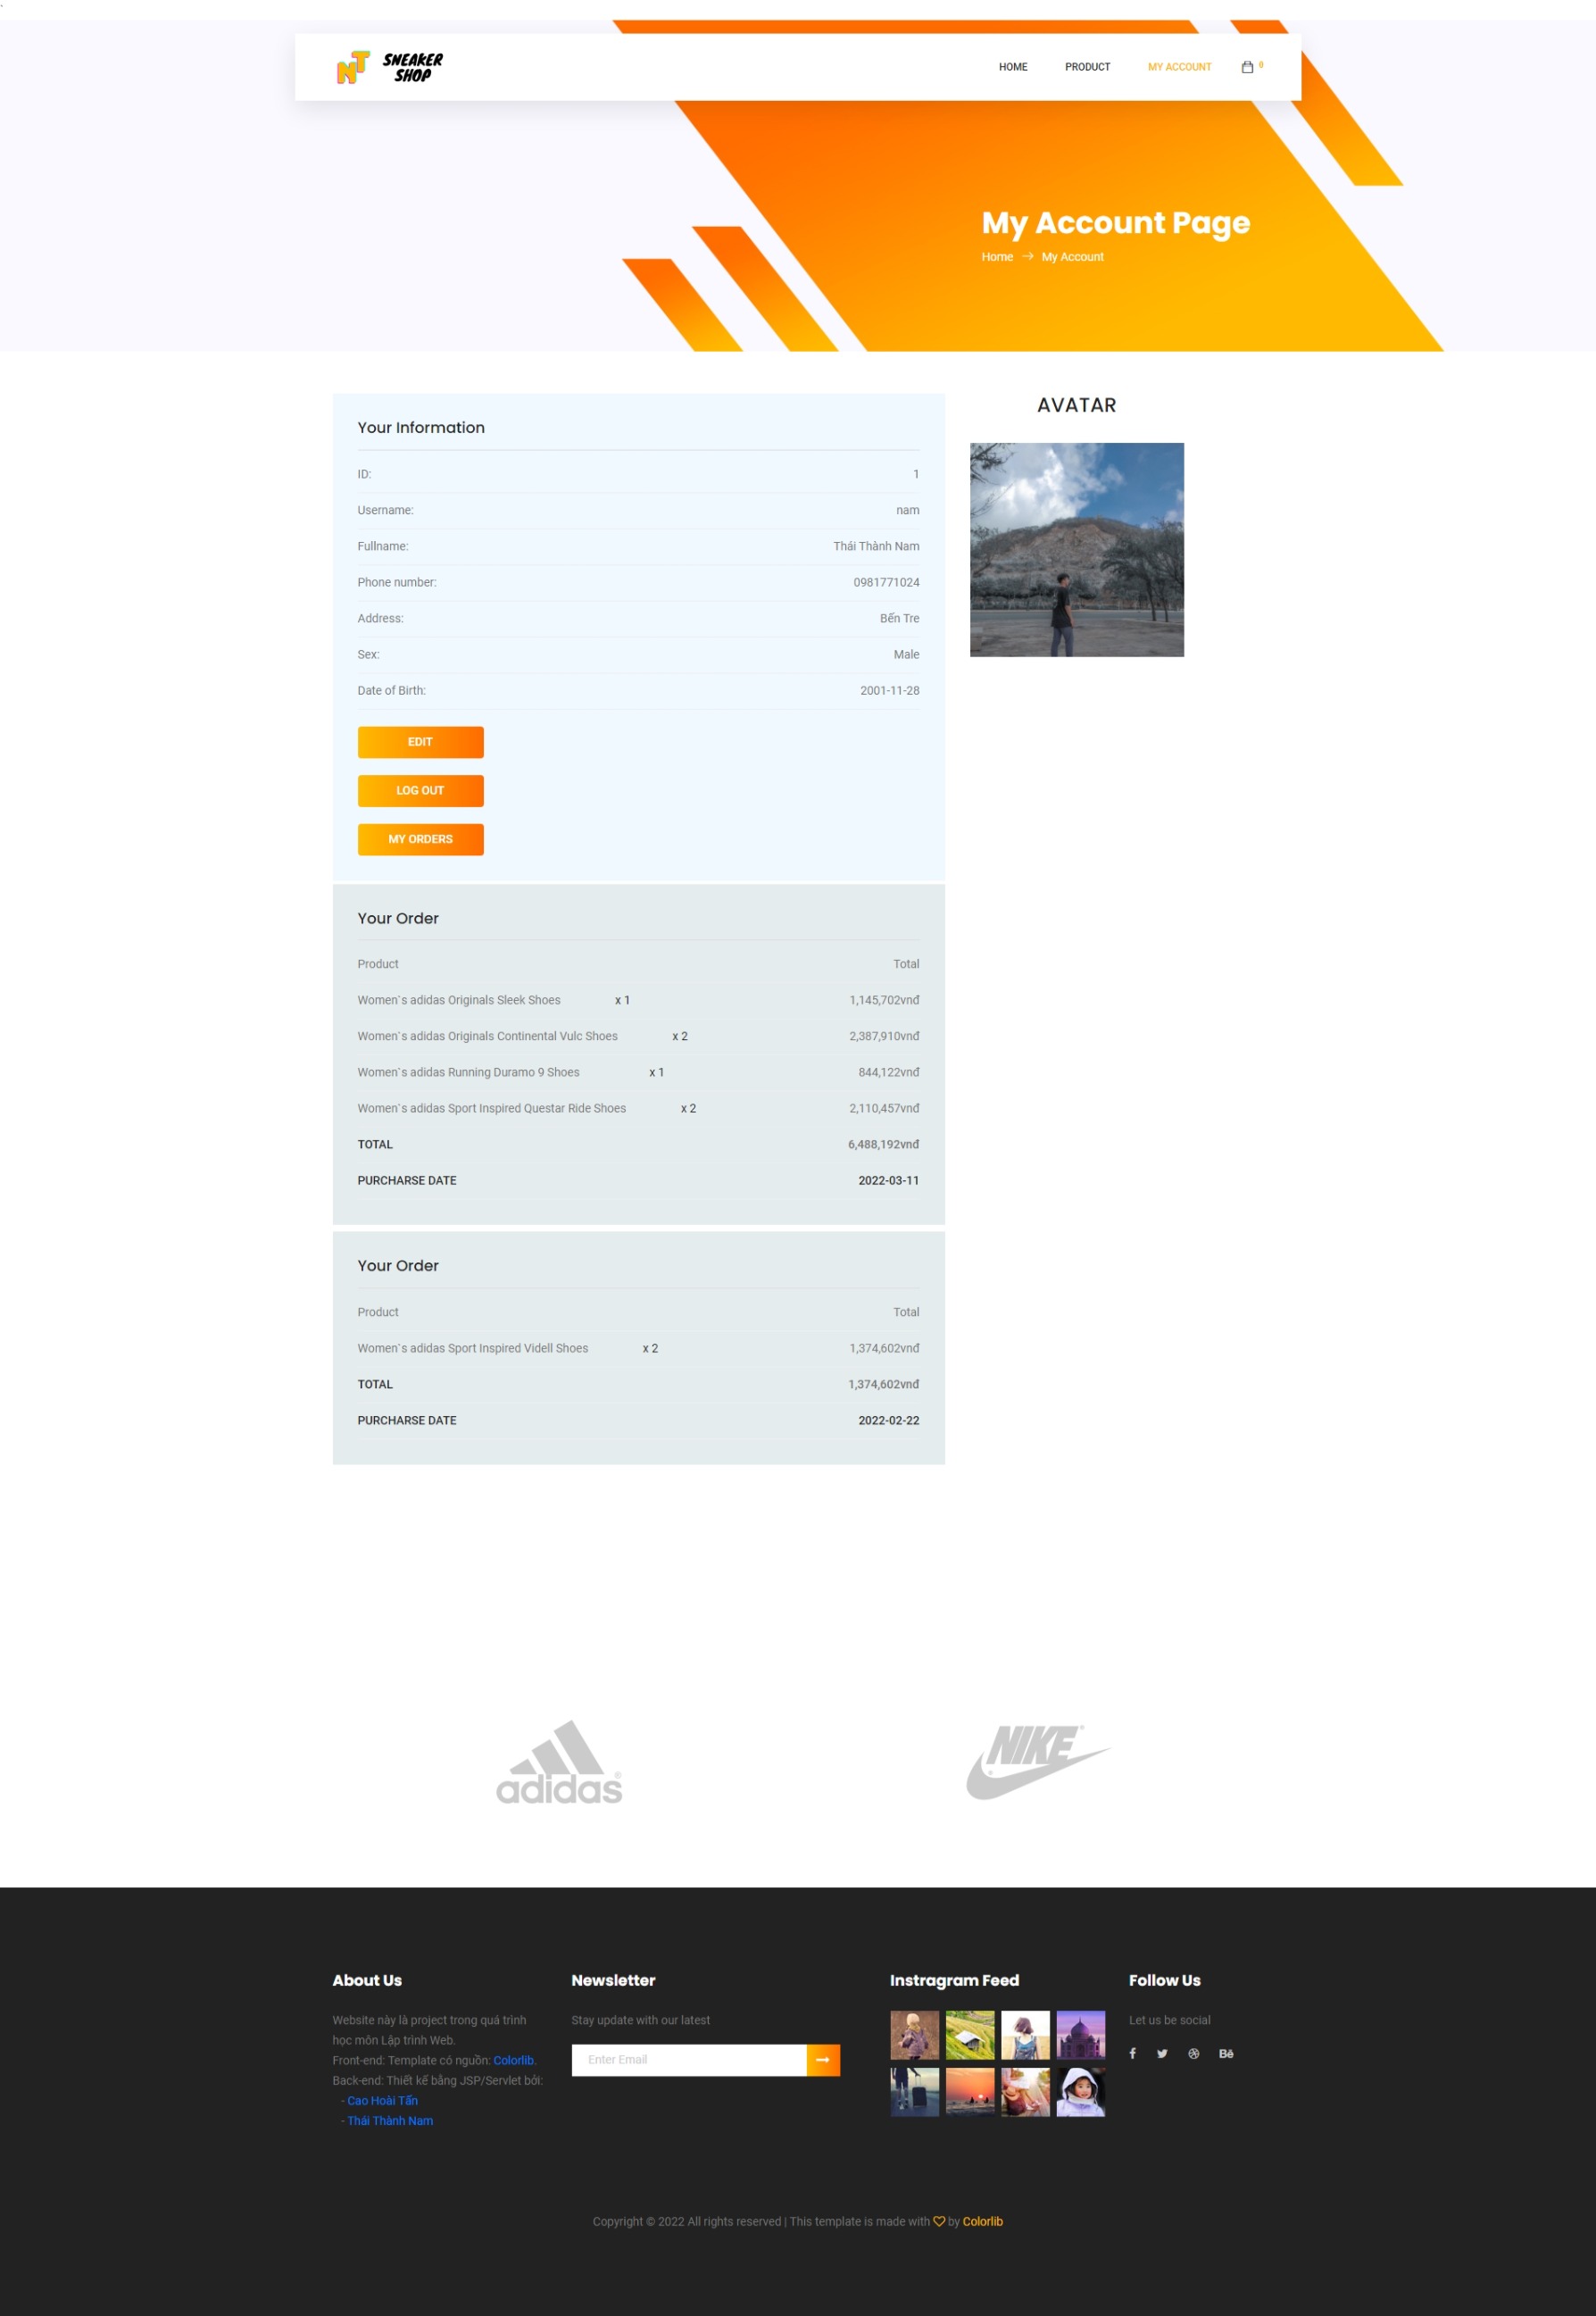 SNEAKER
SHOP
HOME PRODUCT MY ACCOUNT 0
My Account Page
Home → My Account
AVATAR
Your Information
ID: 1
Username: nam
Fullname: Thái Thành Nam
Phone number: 0981771024
Address: Bến Tre
Sex: Male
Date of Birth: 2001-11-28
EDIT
LOG OUT
MY ORDERS
Your Order
Product Total
Women`s adidas Originals Sleek Shoes x 1 1,145,702vnđ
Women`s adidas Originals Continental Vulc Shoes x 2 2,387,910vnđ
Women`s adidas Running Duramo 9 Shoes x 1 844,122vnđ
Women`s adidas Sport Inspired Questar Ride Shoes x 2 2,110,457vnđ
TOTAL 6,488,192vnđ
PURCHARSE DATE 2022-03-11
Your Order
Product Total
Women`s adidas Sport Inspired Videll Shoes x 2 1,374,602vnđ
TOTAL 1,374,602vnđ
PURCHARSE DATE 2022-02-22
adidas®
NIKE
About Us
Website này là project trong quá trình
học môn Lập trình Web.
Front-end: Template có nguồn: Colorlib.
Back-end: Thiết kế bằng JSP/Servlet bởi:
- Cao Hoài Tấn
- Thái Thành Nam
Newsletter
Stay update with our latest
Enter Email
Instragram Feed
Follow Us
Let us be social
Copyright © 2022 All rights reserved | This template is made with ♡ by Colorlib